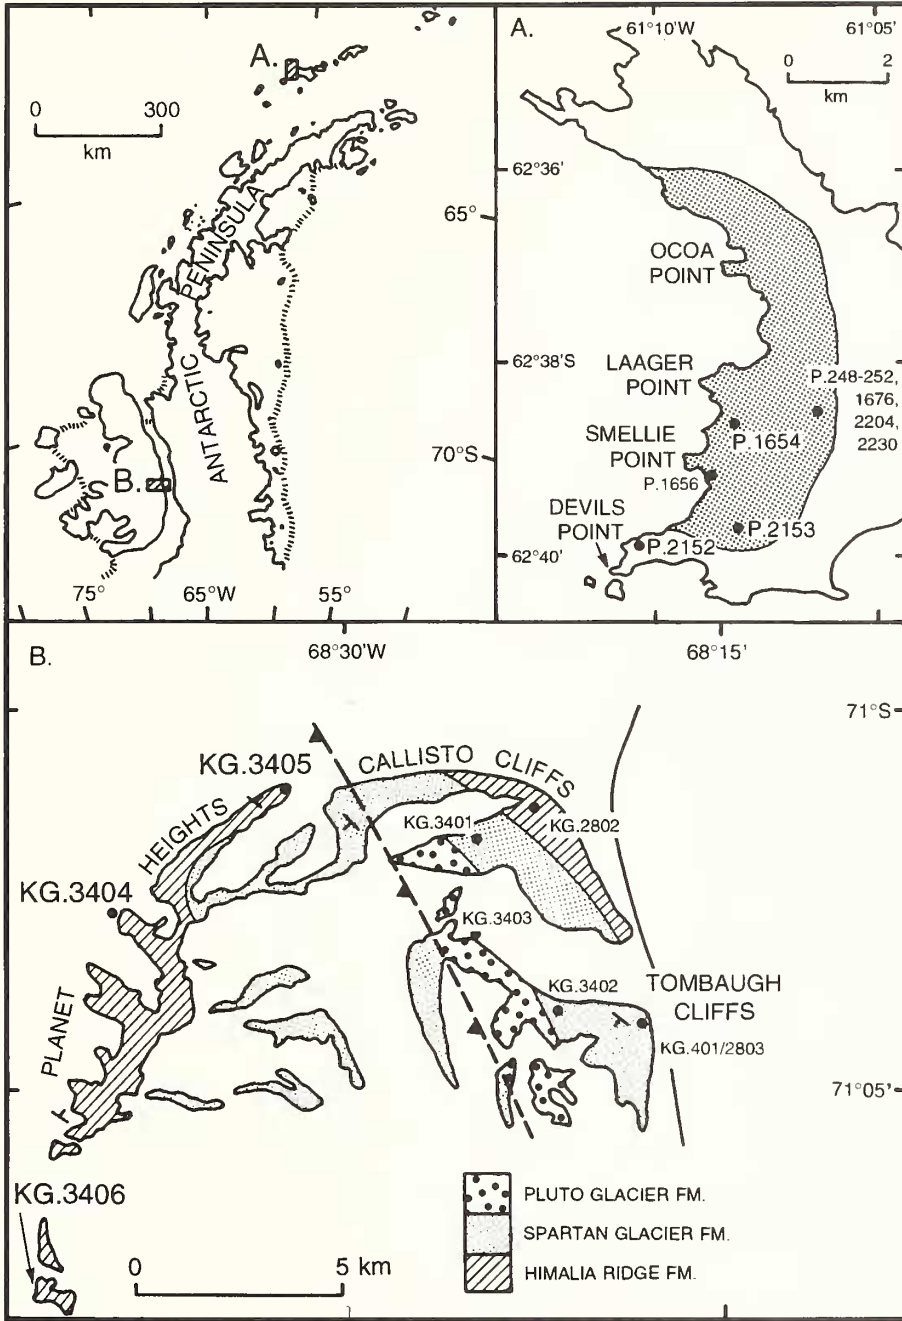 A.
0 300
km
PENINSULA
ANTARCTIC
65°
70°S
B.
75° 65°W 55°
A.
61°10'W 61°05'
0 2
km
62°36'
OCOA
POINT
62°38'S
LAAGER
POINT
P.248-252,
1676,
2204,
2230
P.1654
SMELLIE
POINT
P.1656
DEVILS
POINT
P.2153
P.2152
62°40'
B.
68°30'W 68°15'
71°S
CALLISTO CLIFFS
KG.3405
HEIGHTS
KG.3401
KG.2802
KG.3404
KG.3403
KG.3402
TOMBAUGH
CLIFFS
KG.401/2803
PLANET
71°05'
KG.3406
0 5 km
PLUTO GLACIER FM.
SPARTAN GLACIER FM.
HIMALIA RIDGE FM.